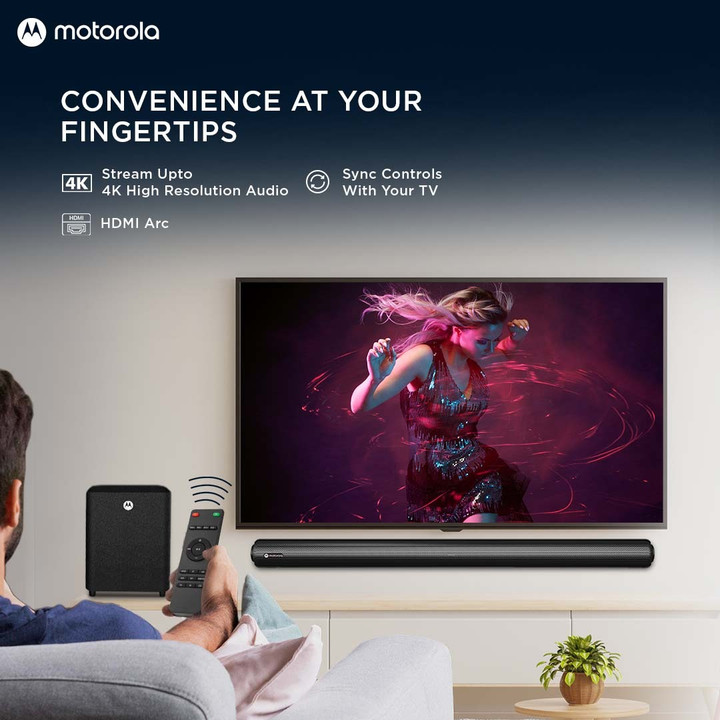 motorola
CONVENIENCE AT YOUR
FINGERTIPS
4K
Stream Upto
4K High Resolution Audio
Sync Controls
With Your TV
HDMI
HDMI Arc
motorola